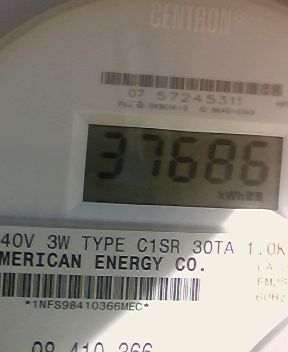 CENTRON
07 57245311
37686
kWh
40V 3W TYPE C1SR 30TA 1.0K
MERICAN ENERGY CO.
*1NFS98410366MEC*
98 410 366